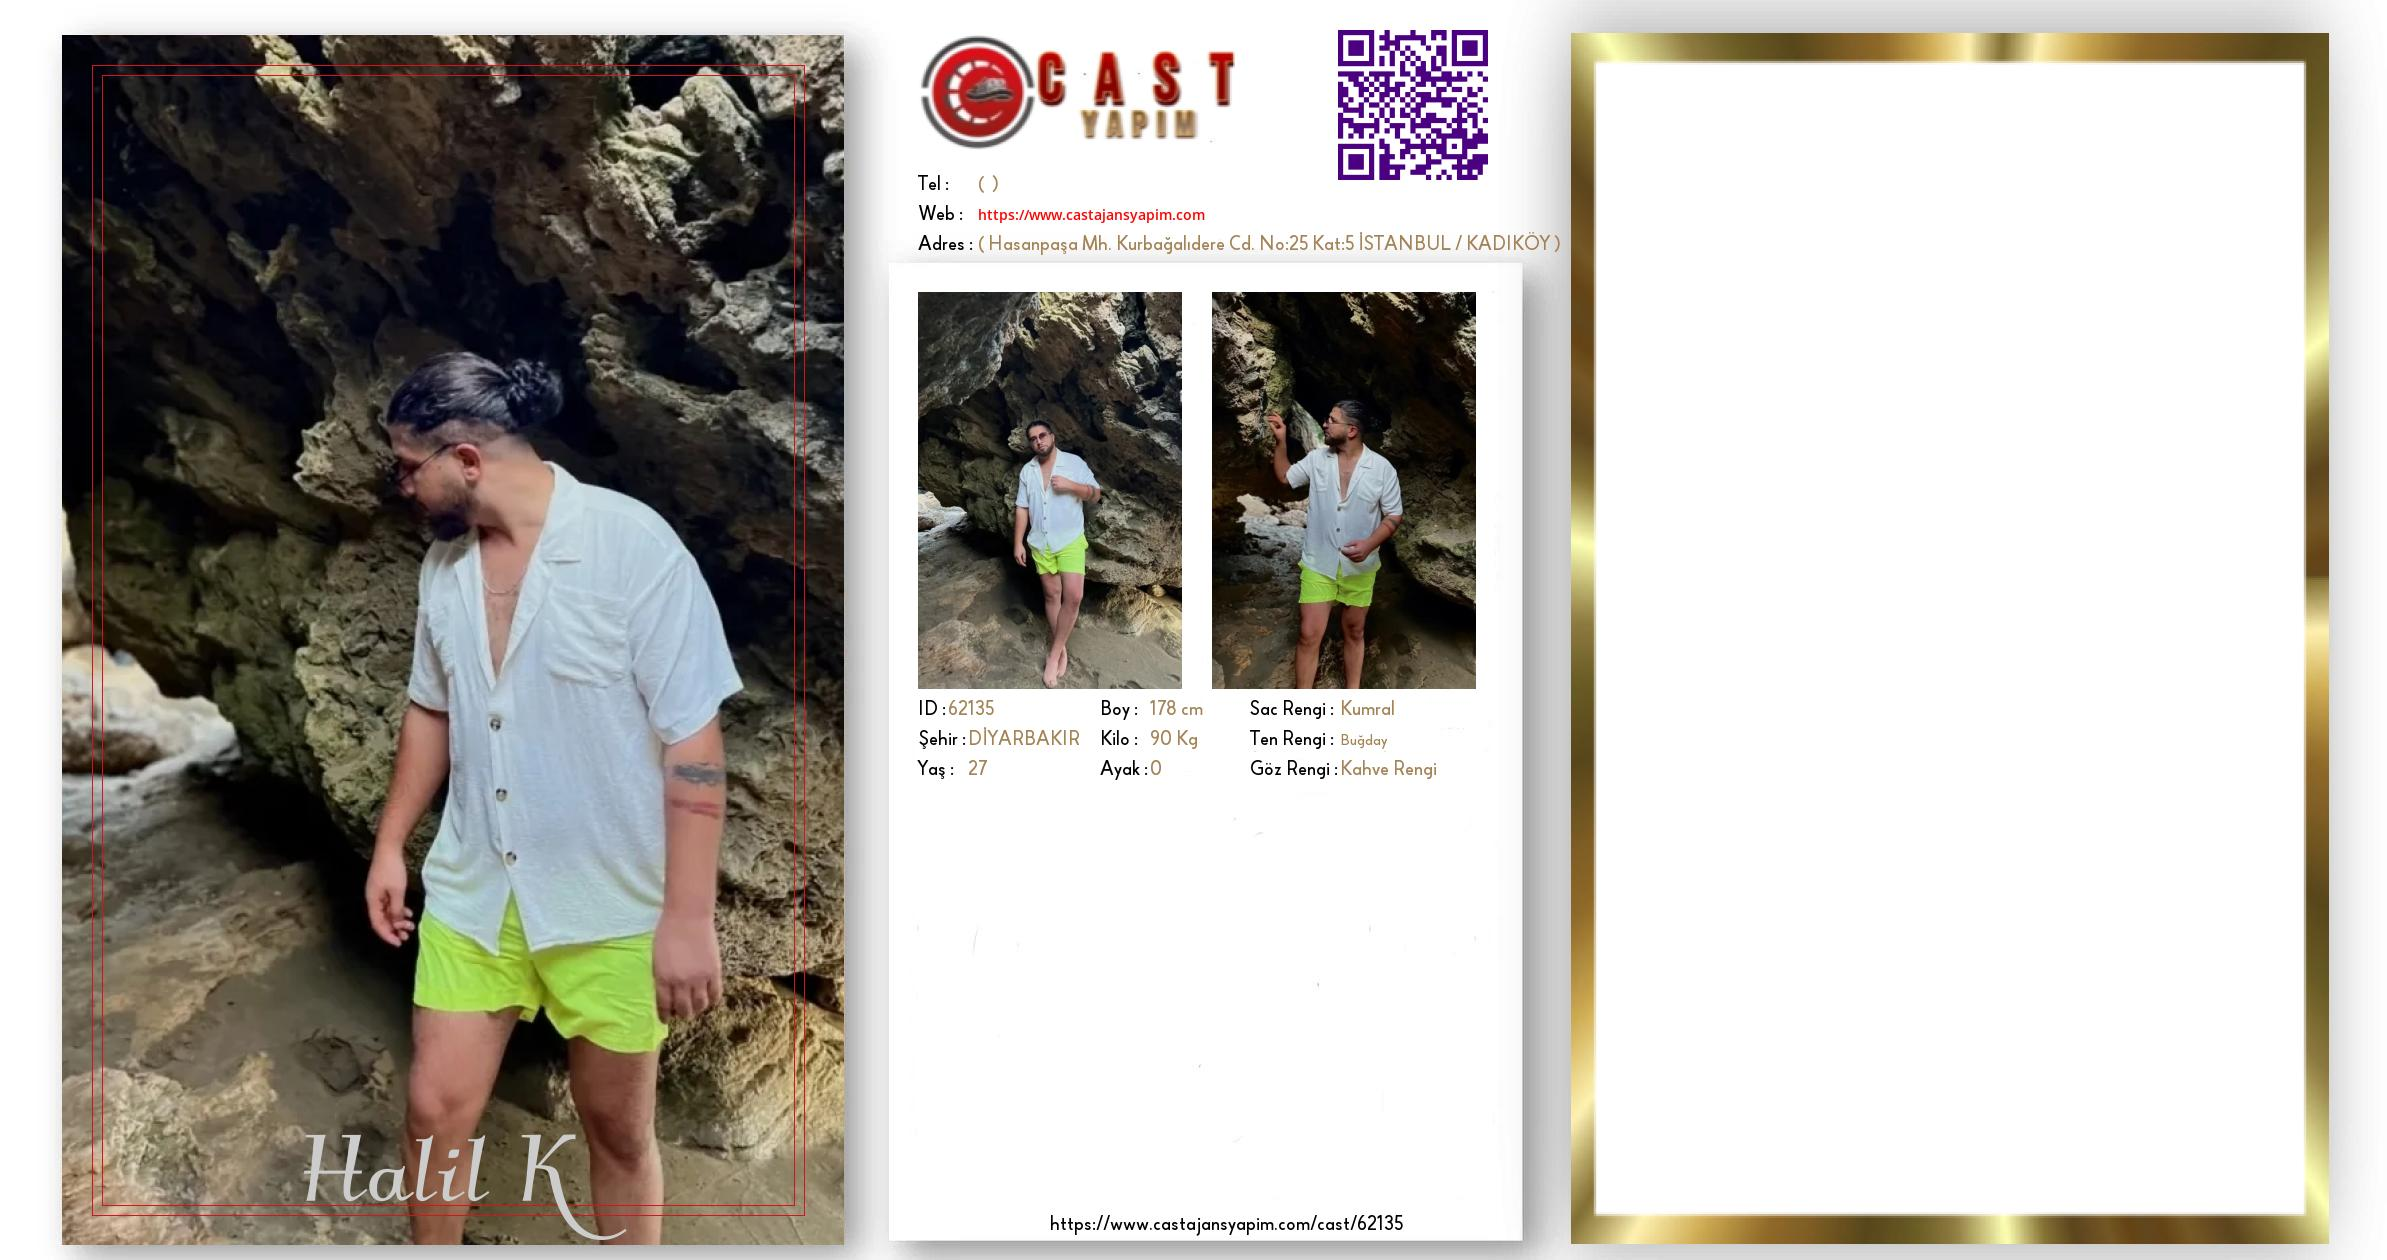 Halil K
CAST
YAPIM
Tel : ( )
Web : https://www.castajansyapim.com
Adres : ( Hasanpaşa Mh. Kurbağalıdere Cd. No:25 Kat:5 İSTANBUL / KADIKÖY )
ID : 62135 Boy : 178 cm Sac Rengi : Kumral
Şehir : DİYARBAKIR Kilo : 90 Kg Ten Rengi : Buğday
Yaş : 27 Ayak : 0 Göz Rengi : Kahve Rengi
https://www.castajansyapim.com/cast/62135